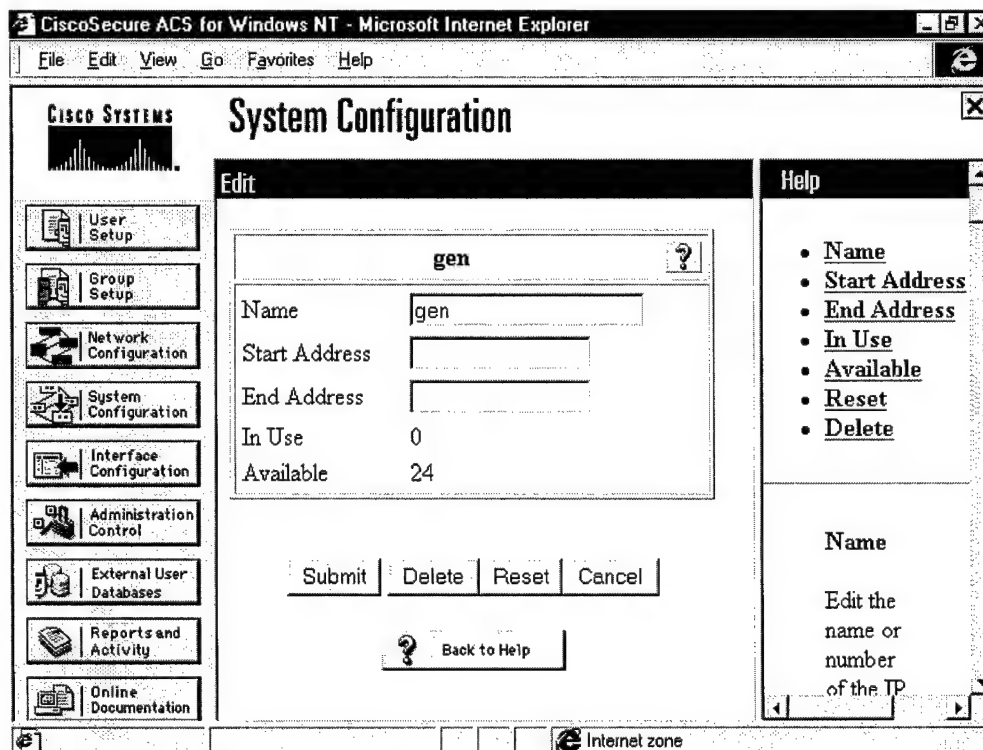 CiscoSecure ACS for Windows NT - Microsoft Internet Explorer
File Edit View Go Favorites Help
CISCO SYSTEMS
System Configuration
User Setup
Group Setup
Network Configuration
System Configuration
Interface Configuration
Administration Control
External User Databases
Reports and Activity
Online Documentation
Edit
gen
Name gen
Start Address
End Address
In Use 0
Available 24
Submit Delete Reset Cancel
Back to Help
Help
Name
Start Address
End Address
In Use
Available
Reset
Delete
Name
Edit the
name or
number
of the IP
Internet zone